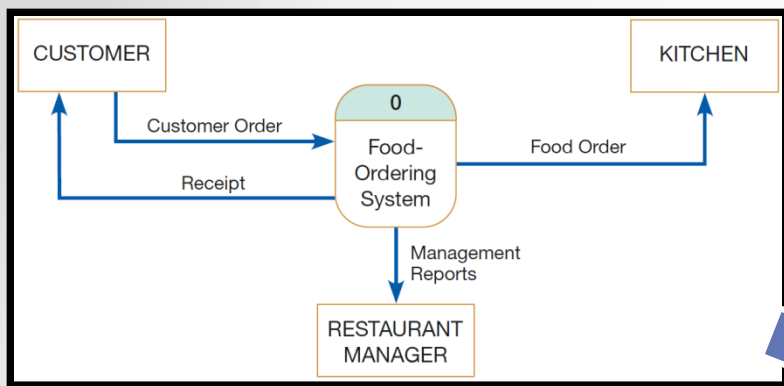 CUSTOMER
KITCHEN
0
Customer Order
Food-
Ordering
System
Food Order
Receipt
Management
Reports
RESTAURANT
MANAGER